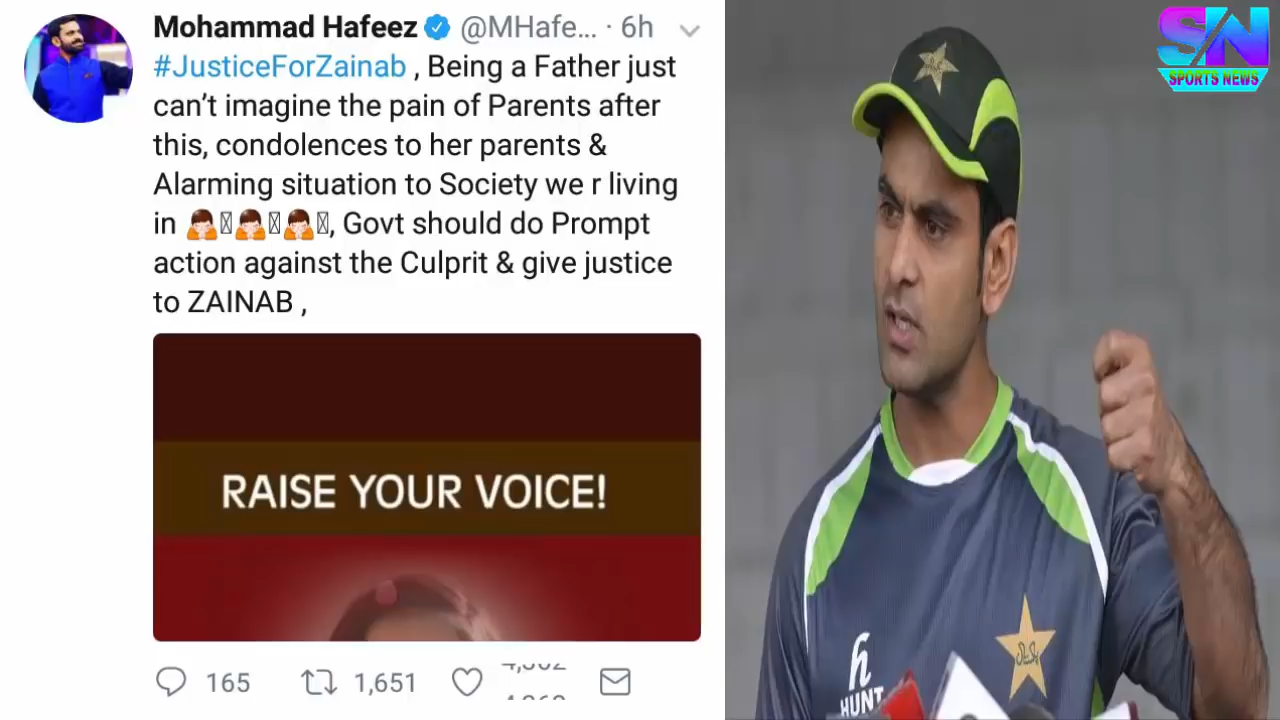 Mohammad Hafeez @MHafe... · 6h
#JusticeForZainab , Being a Father just
can't imagine the pain of Parents after
this, condolences to her parents &
Alarming situation to Society we r living
in 🙇🙇🙇, Govt should do Prompt
action against the Culprit & give justice
to ZAINAB ,
RAISE YOUR VOICE!
165 1,651
SN
SPORTS NEWS
h
HUNT